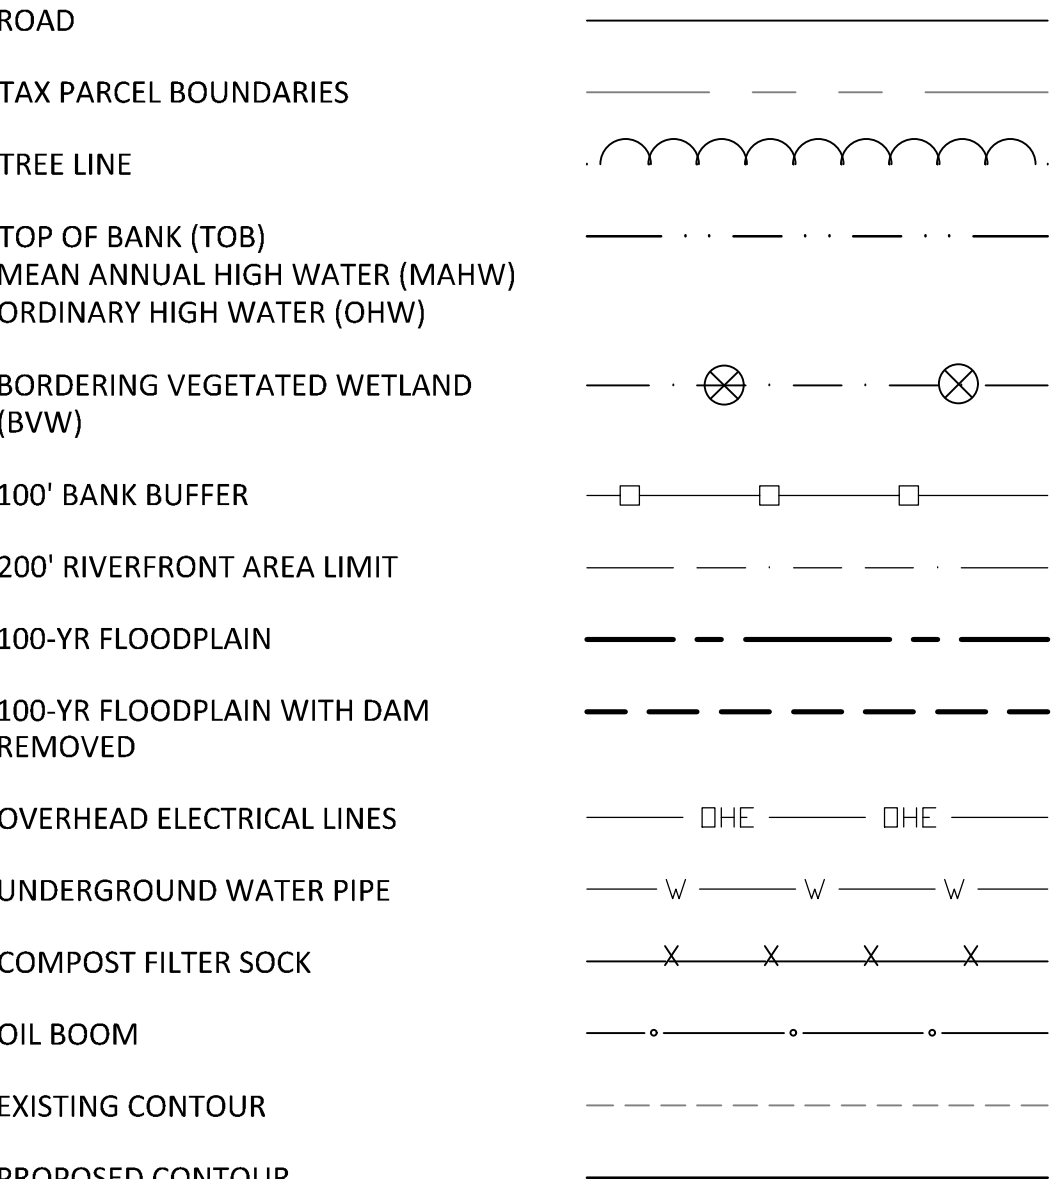 ROAD
TAX PARCEL BOUNDARIES
TREE LINE
TOP OF BANK (TOB)
MEAN ANNUAL HIGH WATER (MAHW)
ORDINARY HIGH WATER (OHW)
BORDERING VEGETATED WETLAND
(BVW)
100' BANK BUFFER
200' RIVERFRONT AREA LIMIT
100-YR FLOODPLAIN
100-YR FLOODPLAIN WITH DAM
REMOVED
OVERHEAD ELECTRICAL LINES OHE OHE
UNDERGROUND WATER PIPE W W W
COMPOST FILTER SOCK X X X X
OIL BOOM
EXISTING CONTOUR
PROPOSED CONTOUR